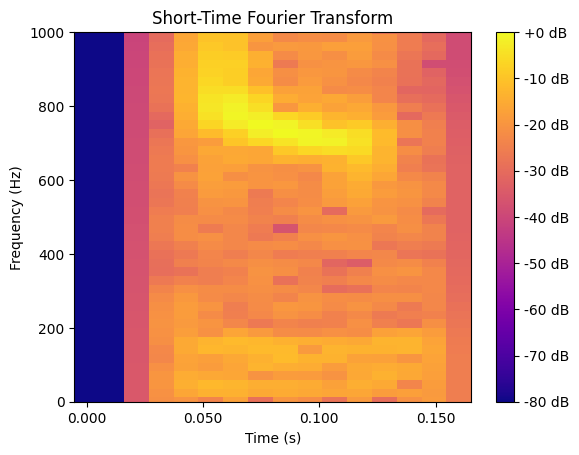 Short-Time Fourier Transform
Frequency (Hz)
1000
800
600
400
200
0
0.000 0.050 0.100 0.150
Time (s)
+0 dB
-10 dB
-20 dB
-30 dB
-40 dB
-50 dB
-60 dB
-70 dB
-80 dB